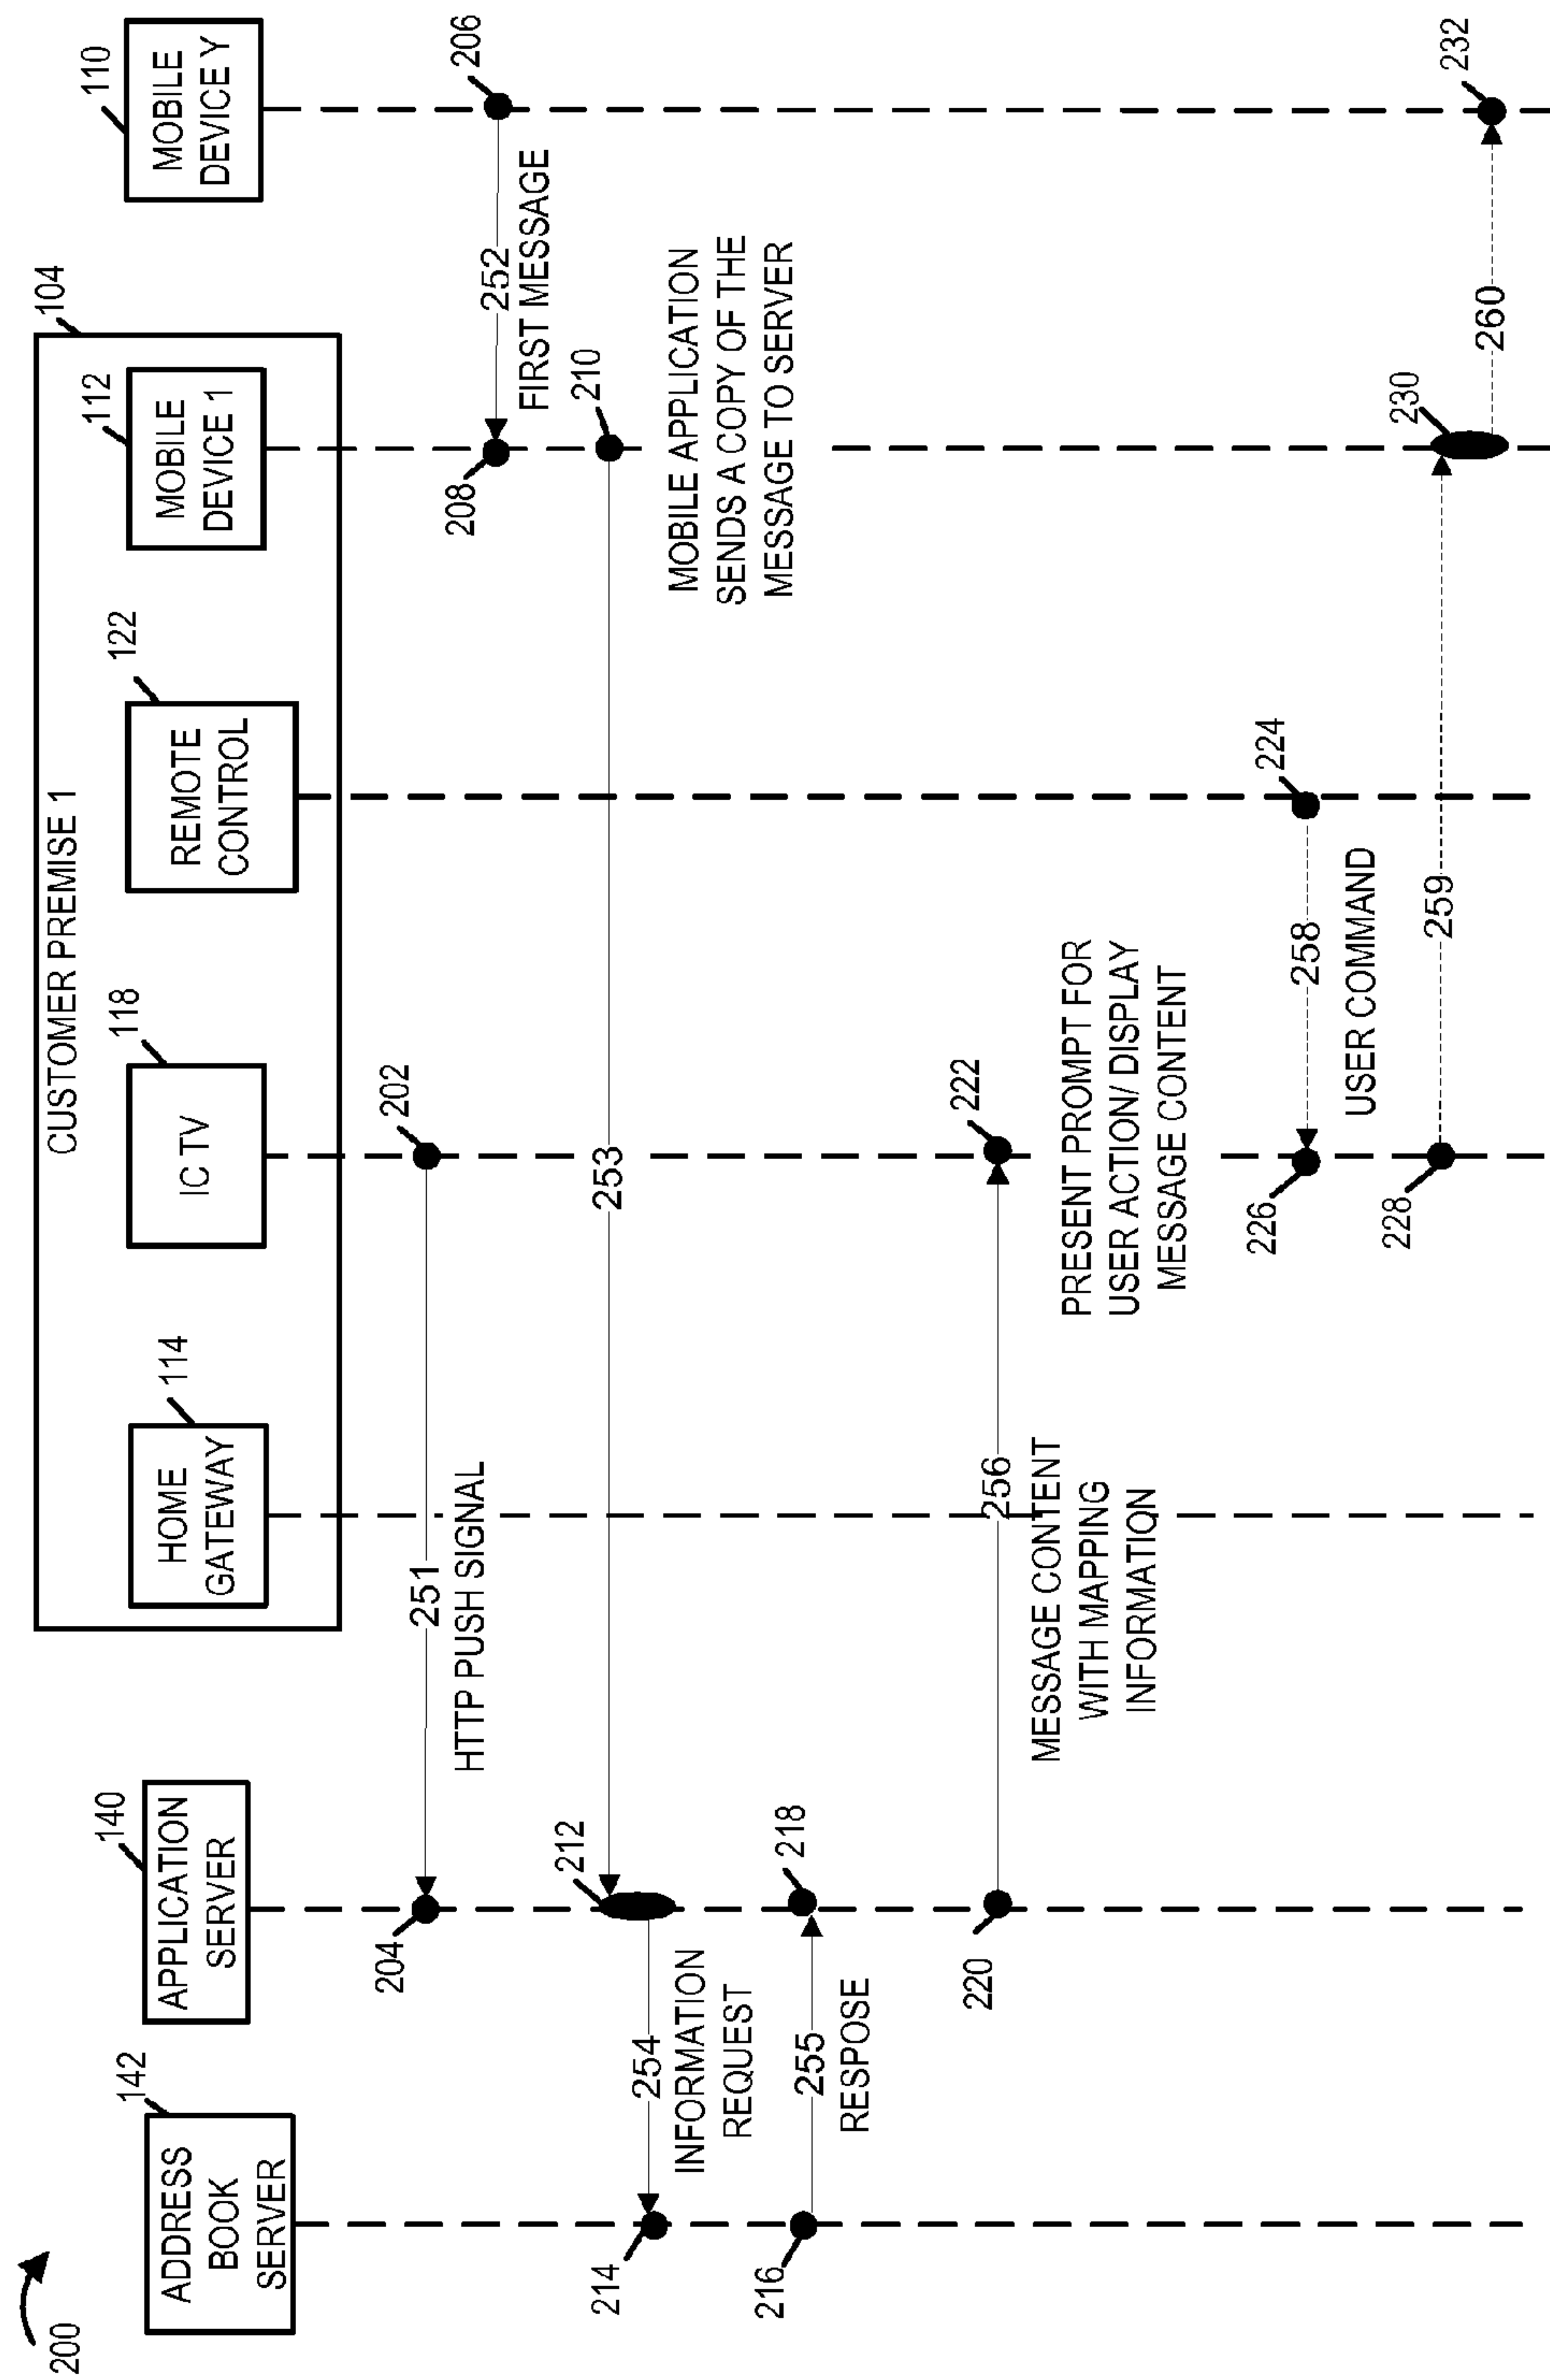 200
CUSTOMER PREMISE 1
104
142
140
114
118
122
112
110
ADDRESS
BOOK
SERVER
APPLICATION
SERVER
HOME
GATEWAY
IC TV
REMOTE
CONTROL
MOBILE
DEVICE 1
MOBILE
DEVICE Y
204
251
HTTP PUSH SIGNAL
202
208
252
FIRST MESSAGE
206
212
253
210
MOBILE APPLICATION
SENDS A COPY OF THE
MESSAGE TO SERVER
214
254
INFORMATION
REQUEST
216
255
RESPOSE
218
220
256
MESSAGE CONTENT
WITH MAPPING
INFORMATION
222
PRESENT PROMPT FOR
USER ACTION/ DISPLAY
MESSAGE CONTENT
226
258
USER COMMAND
224
228
259
230
260
232